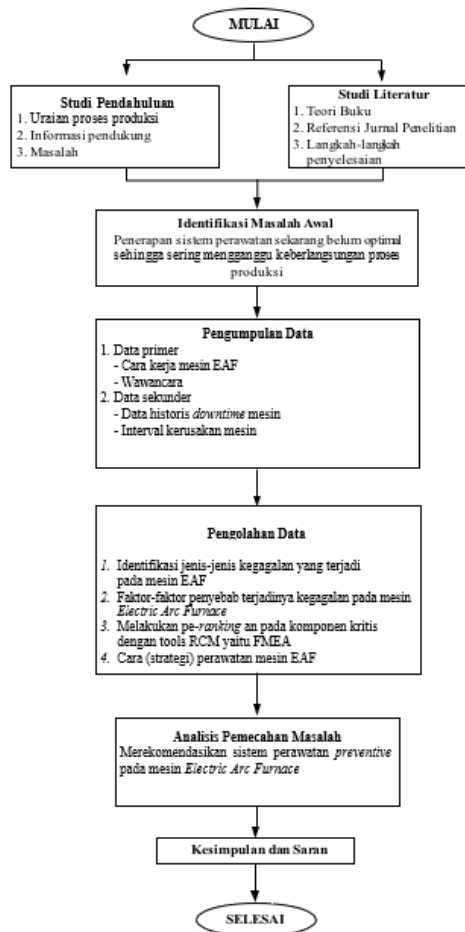 MULAI
Studi Pendahuluan
1. Uraian proses produksi
2. Informasi pendukung
3. Masalah
Studi Literatur
1. Teori Buku
2. Referensi Jurnal Penelitian
3. Langkah-langkah
penyelesaian
Identifikasi Masalah Awal
Penerapan sistem perawatan sekarang belum optimal
sehingga sering mengganggu keberlangsungan proses
produksi
Pengumpulan Data
1. Data primer
- Cara kerja mesin EAF
- Wawancara
2. Data sekunder
- Data historis downtime mesin
- Interval kerusakan mesin
Pengolahan Data
1. Identifikasi jenis-jenis kegagalan yang terjadi
pada mesin EAF
2. Faktor-faktor penyebab terjadinya kegagalan pada mesin
Electric Arc Furnace
3. Melakukan pe-ranking an pada komponen kritis
dengan tools RCM yaitu FMEA
4. Cara (strategi) perawatan mesin EAF
Analisis Pemecahan Masalah
Merekomendasikan sistem perawatan preventive
pada mesin Electric Arc Furnace
Kesimpulan dan Saran
SELESAI